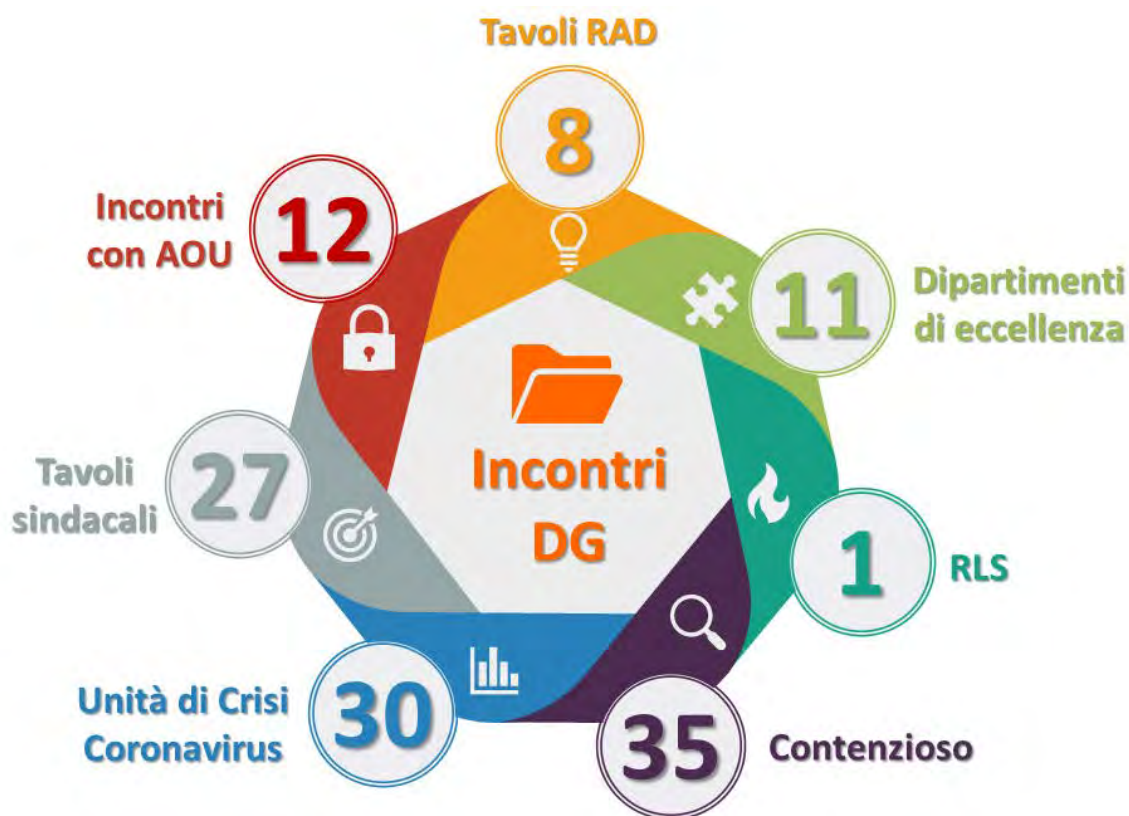 Tavoli RAD
8
Incontri
con AOU
12
11
Dipartimenti
di eccellenza
Incontri
DG
Tavoli
sindacali
27
1
RLS
Unità di Crisi
Coronavirus
30
35
Contenzioso